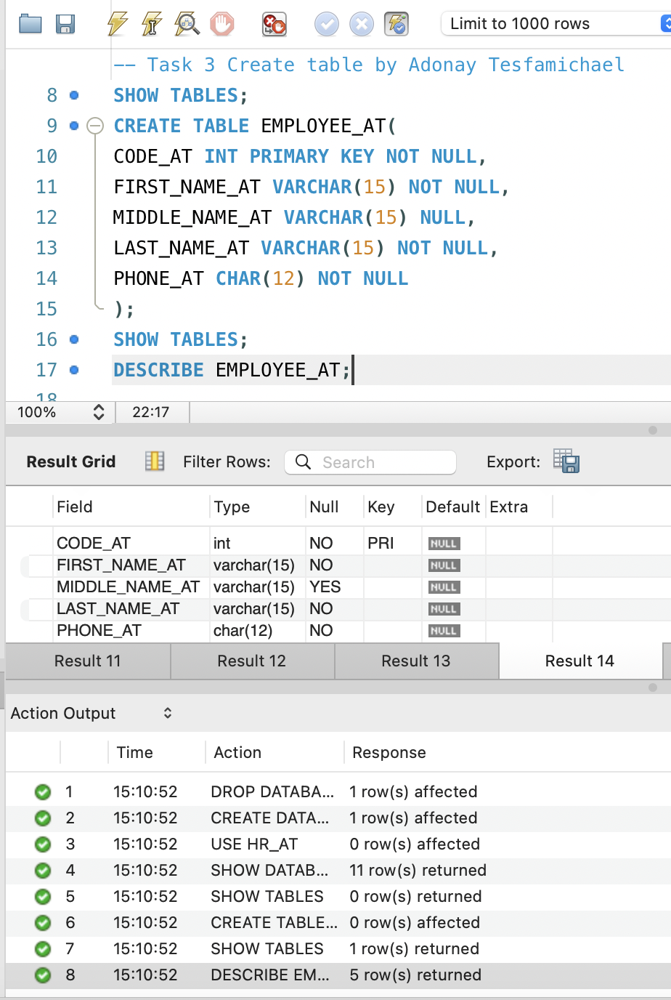 Limit to 1000 rows
-- Task 3 Create table by Adonay Tesfamichael
8 SHOW TABLES;
9 CREATE TABLE EMPLOYEE_AT(
10 CODE_AT INT PRIMARY KEY NOT NULL,
11 FIRST_NAME_AT VARCHAR(15) NOT NULL,
12 MIDDLE_NAME_AT VARCHAR(15) NULL,
13 LAST_NAME_AT VARCHAR(15) NOT NULL,
14 PHONE_AT CHAR(12) NOT NULL
15 );
16 SHOW TABLES;
17 DESCRIBE EMPLOYEE_AT;
18
100% 22:17
Result Grid Filter Rows: Search Export:
Field Type Null Key Default Extra
CODE_AT int NO PRI NULL
FIRST_NAME_AT varchar(15) NO NULL
MIDDLE_NAME_AT varchar(15) YES NULL
LAST_NAME_AT varchar(15) NO NULL
PHONE_AT char(12) NO NULL
Result 11 Result 12 Result 13 Result 14
Action Output
Time Action Response
1 15:10:52 DROP DATABA... 1 row(s) affected
2 15:10:52 CREATE DATA... 1 row(s) affected
3 15:10:52 USE HR_AT 0 row(s) affected
4 15:10:52 SHOW DATAB... 11 row(s) returned
5 15:10:52 SHOW TABLES 0 row(s) returned
6 15:10:52 CREATE TABLE... 0 row(s) affected
7 15:10:52 SHOW TABLES 1 row(s) returned
8 15:10:52 DESCRIBE EM... 5 row(s) returned